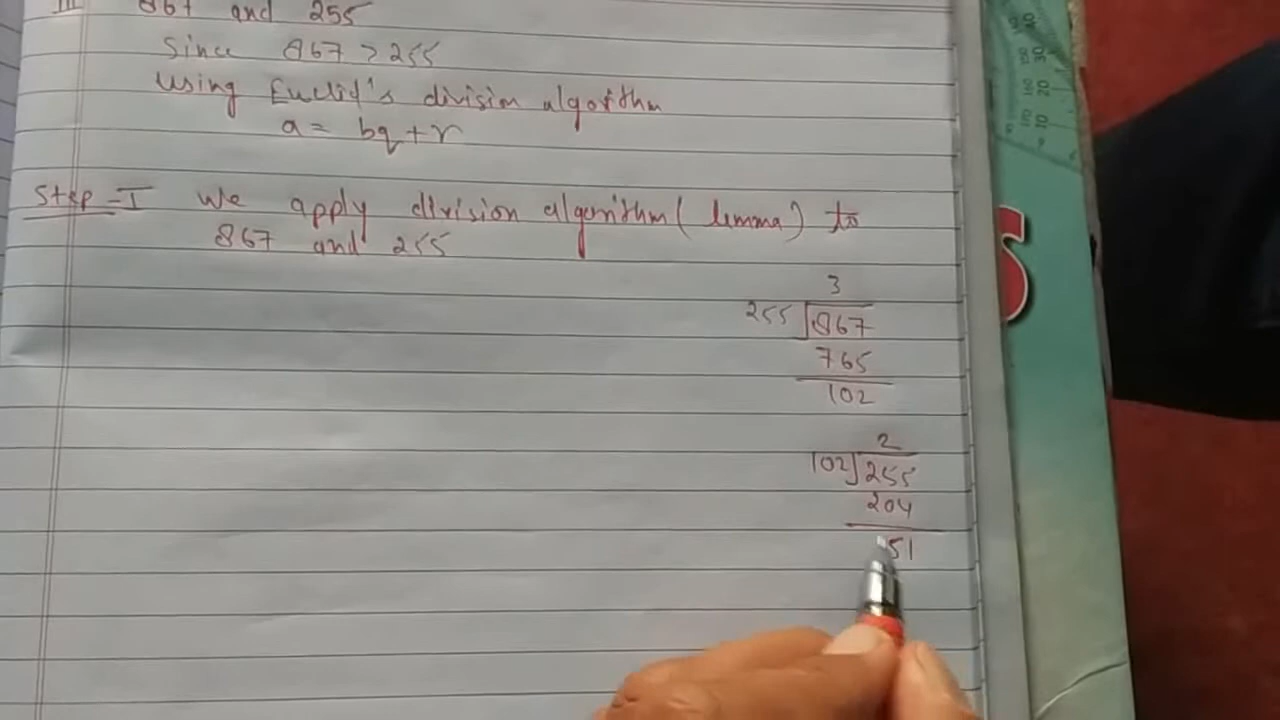 III 867 and 255
Since 867 > 255
Using Euclid's division algorithm
a = bq + r
Step-I We apply division algorithm (lemma) to
867 and 255
3
255 867
765
102
2
102 255
204
51